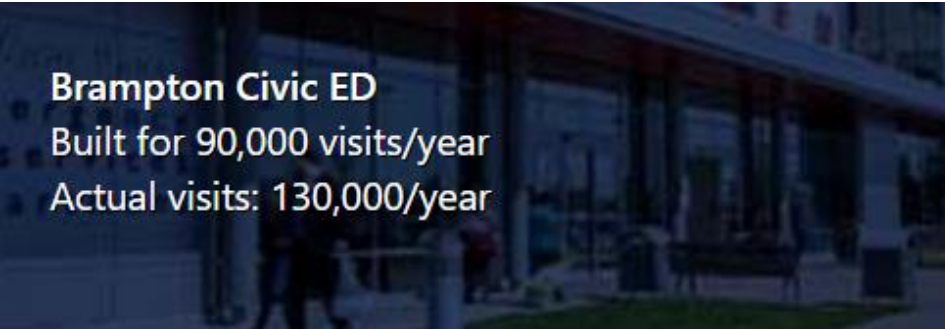 Brampton Civic ED
Built for 90,000 visits/year
Actual visits: 130,000/year